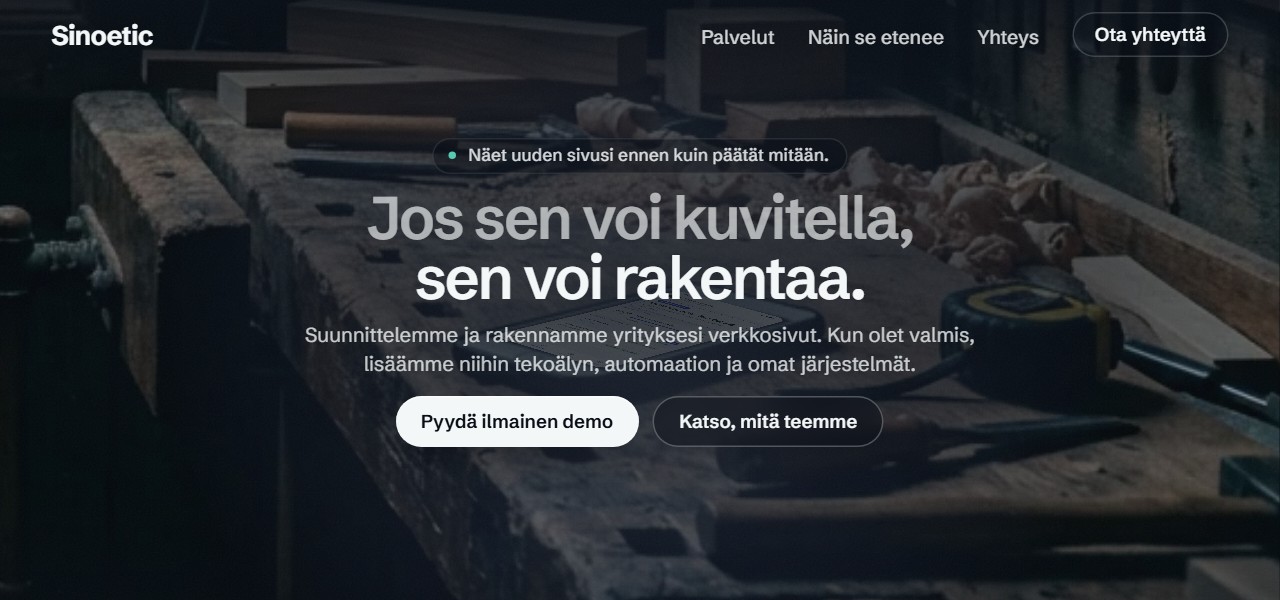 Sinoetic
Palvelut
Näin se etenee
Yhteys
Ota yhteyttä
Näet uuden sivusi ennen kuin päätät mitään.
Jos sen voi kuvitella,
sen voi rakentaa.
Suunnittelemme ja rakennamme yrityksesi verkkosivut. Kun olet valmis,
lisäämme niihin tekoälyn, automaation ja omat järjestelmät.
Pyydä ilmainen demo
Katso, mitä teemme